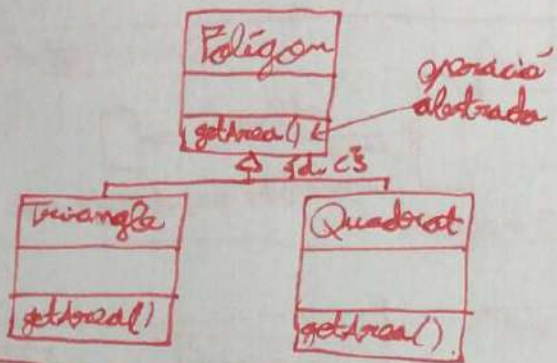 Polígon
operació
abstracta
getArea()
{d, c}
Triangle
Quadrat
getArea()
getArea()